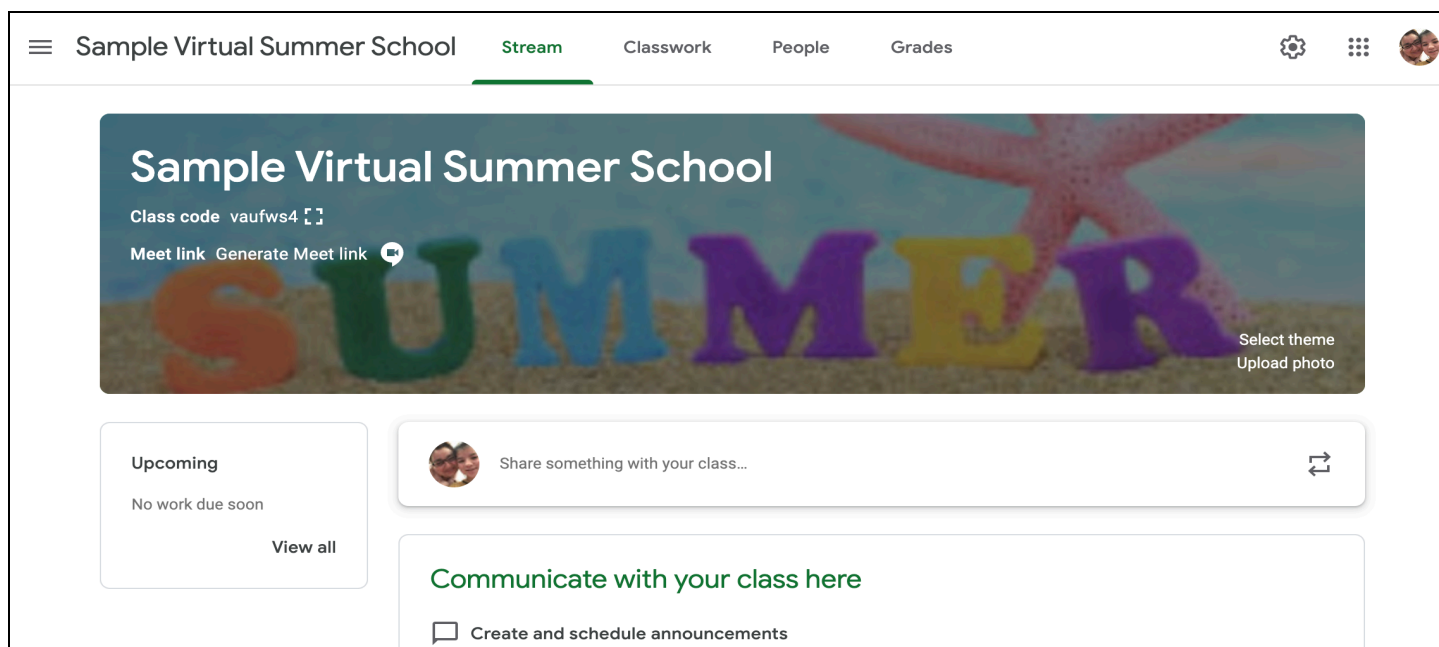 Sample Virtual Summer School Stream Classwork People Grades
Sample Virtual Summer School
Class code vaufws4
Meet link Generate Meet link
SUMMER
Select theme
Upload photo
Upcoming
No work due soon
View all
Share something with your class...
Communicate with your class here
Create and schedule announcements